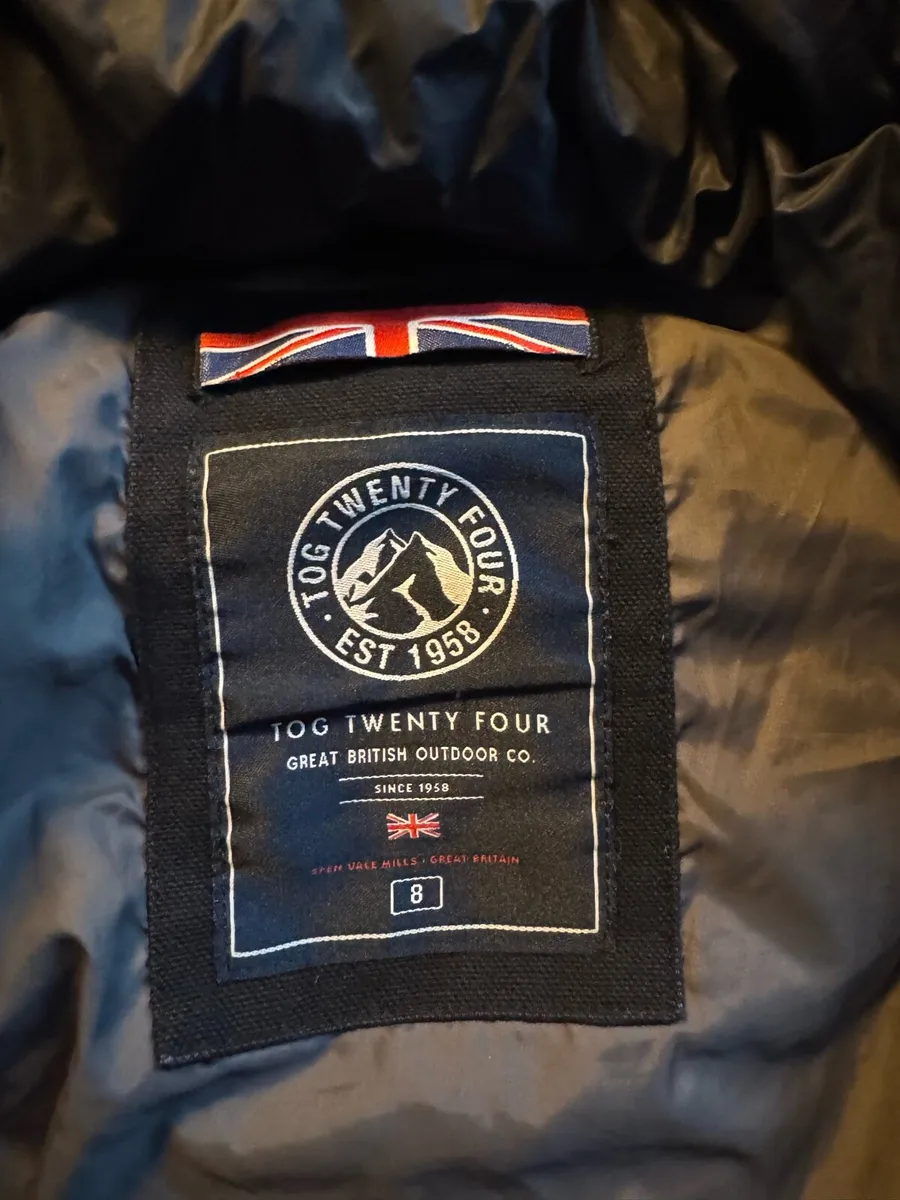 TOG TWENTY FOUR
· EST 1958 ·
TOG TWENTY FOUR
GREAT BRITISH OUTDOOR CO.
SINCE 1958
SPEN VALE MILLS · GREAT BRITAIN
8